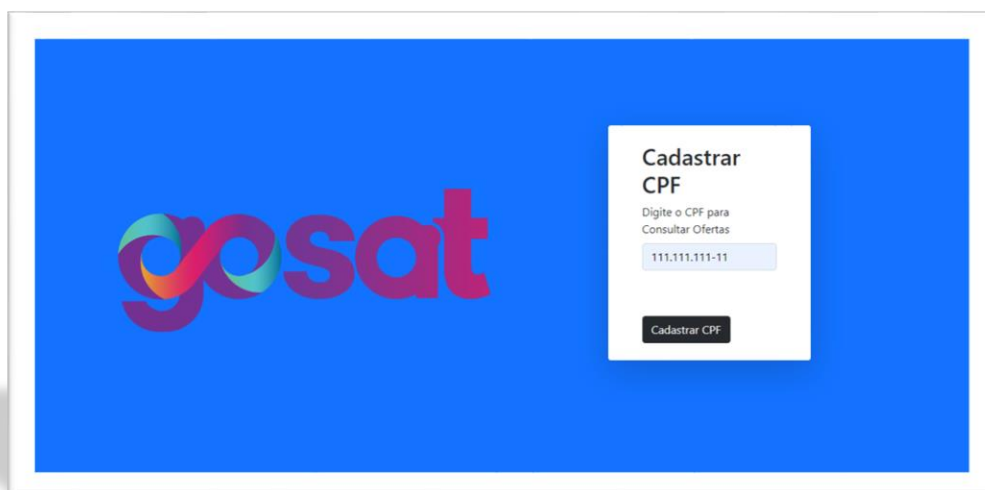 gosat
Cadastrar
CPF
Digite o CPF para
Consultar Ofertas
111.111.111-11
Cadastrar CPF